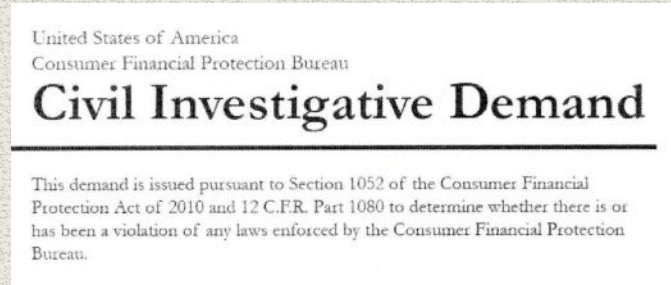 United States of America
Consumer Financial Protection Bureau
Civil Investigative Demand
This demand is issued pursuant to Section 1052 of the Consumer Financial
Protection Act of 2010 and 12 C.F.R. Part 1080 to determine whether there is or
has been a violation of any laws enforced by the Consumer Financial Protection
Bureau.